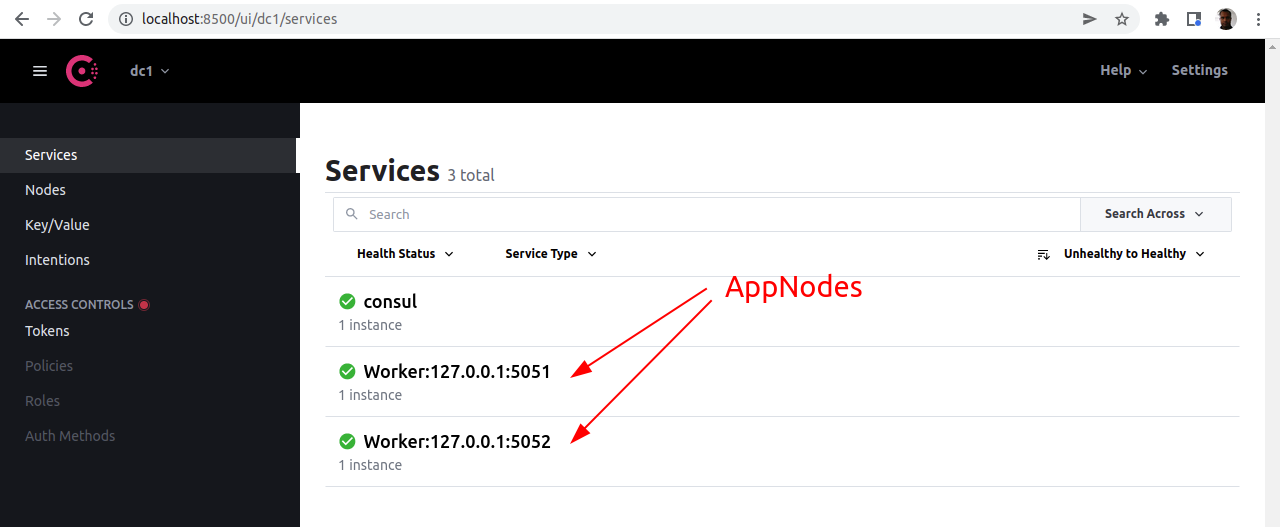 localhost:8500/ui/dc1/services
dc1
Help
Settings
Services
Nodes
Key/Value
Intentions
ACCESS CONTROLS
Tokens
Policies
Roles
Auth Methods
Services 3 total
Search
Search Across
Health Status
Service Type
Unhealthy to Healthy
AppNodes
consul
1 instance
Worker:127.0.0.1:5051
1 instance
Worker:127.0.0.1:5052
1 instance